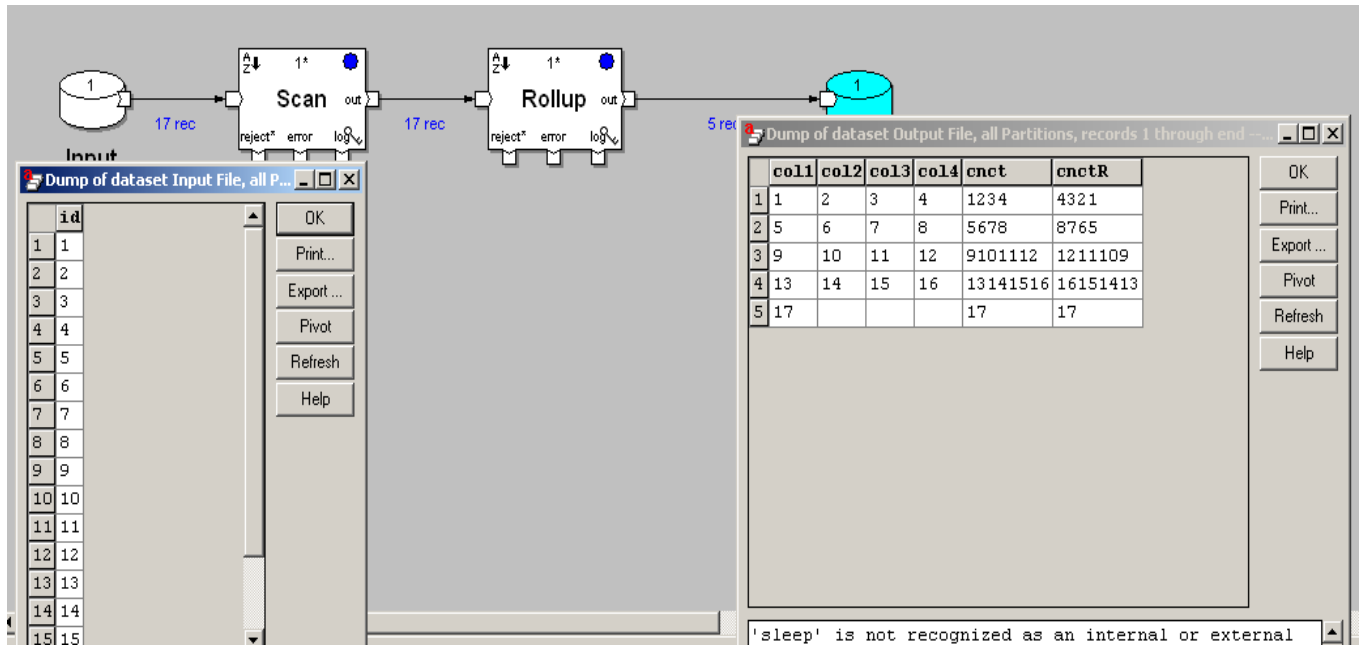 1
A Z 1*
Scan out
reject* error log
17 rec
17 rec
A Z 1*
Rollup out
reject* error log
5 rec
1
Input
Dump of dataset Input File, all P...
id
1 1
2 2
3 3
4 4
5 5
6 6
7 7
8 8
9 9
10 10
11 11
12 12
13 13
14 14
15 15
OK
Print...
Export ...
Pivot
Refresh
Help
Dump of dataset Output File, all Partitions, records 1 through end --...
col1 col2 col3 col4 cnct cnctR
1 1 2 3 4 1234 4321
2 5 6 7 8 5678 8765
3 9 10 11 12 9101112 1211109
4 13 14 15 16 13141516 16151413
5 17 17 17
OK
Print...
Export ...
Pivot
Refresh
Help
'sleep' is not recognized as an internal or external